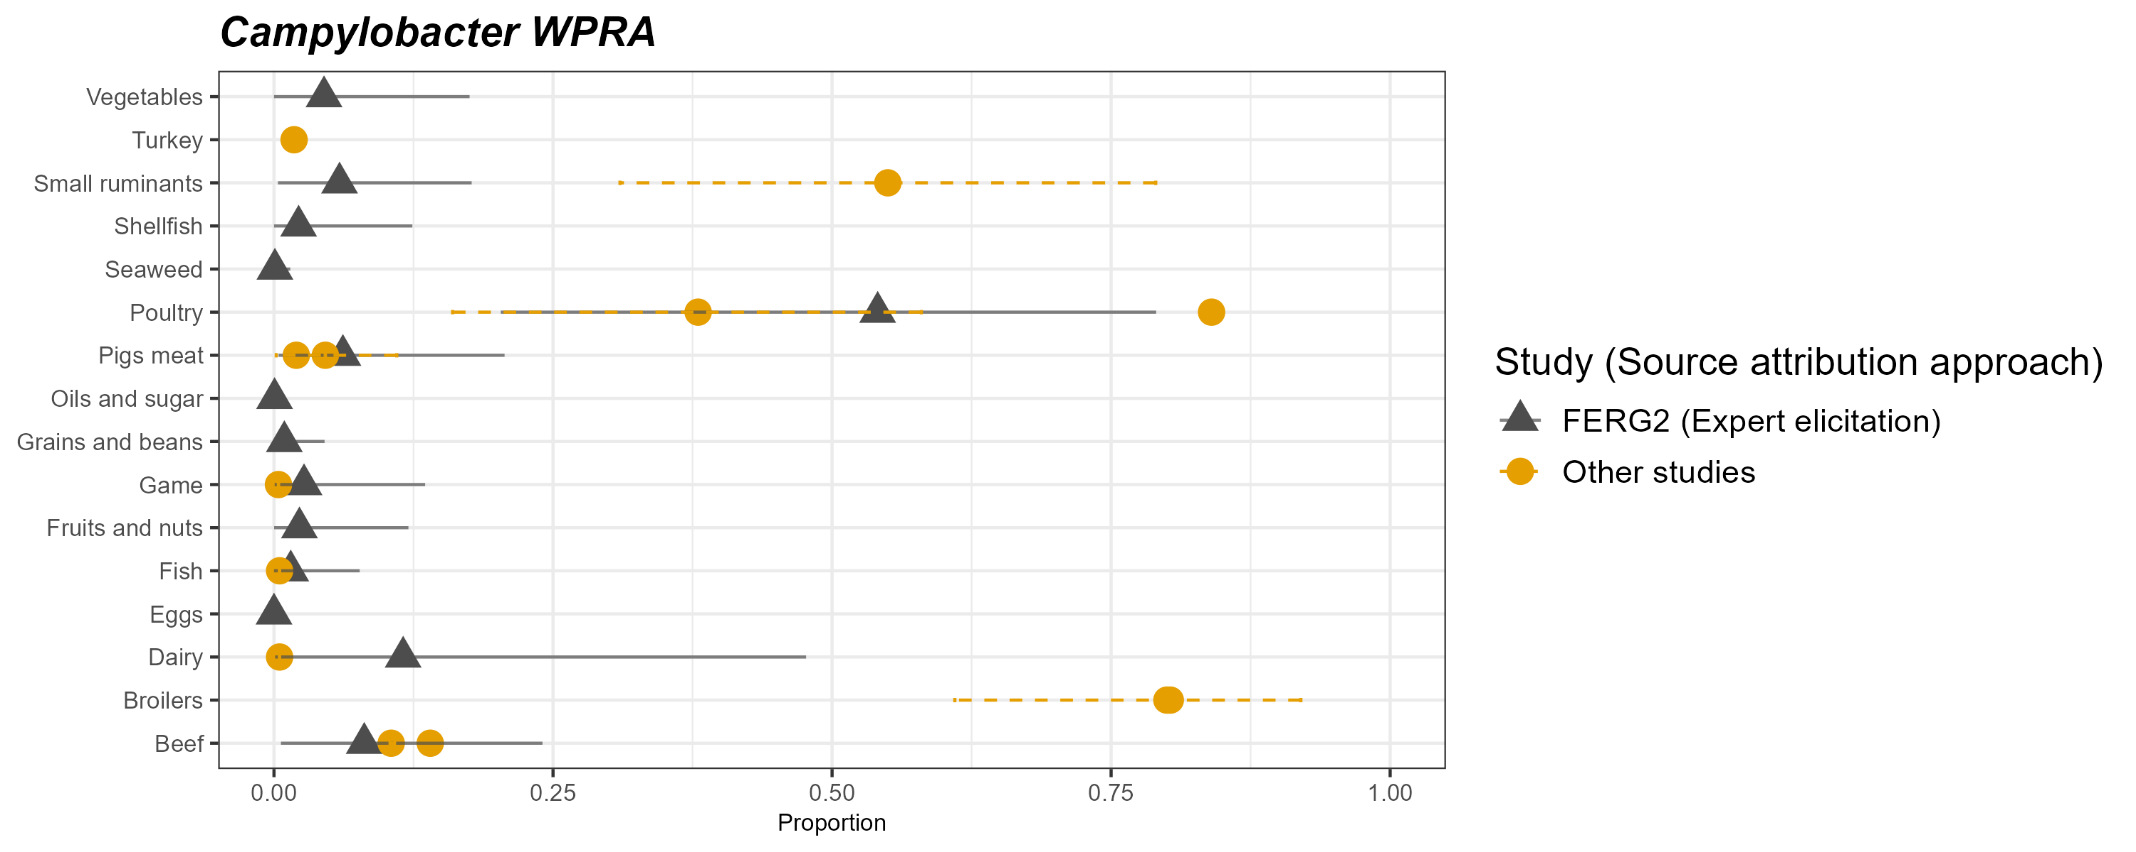 Campylobacter WPRA
Vegetables
Turkey
Small ruminants
Shellfish
Seaweed
Poultry
Pigs meat
Oils and sugar
Grains and beans
Game
Fruits and nuts
Fish
Eggs
Dairy
Broilers
Beef
0.00 0.25 0.50 0.75 1.00
Proportion
Study (Source attribution approach)
FERG2 (Expert elicitation)
Other studies